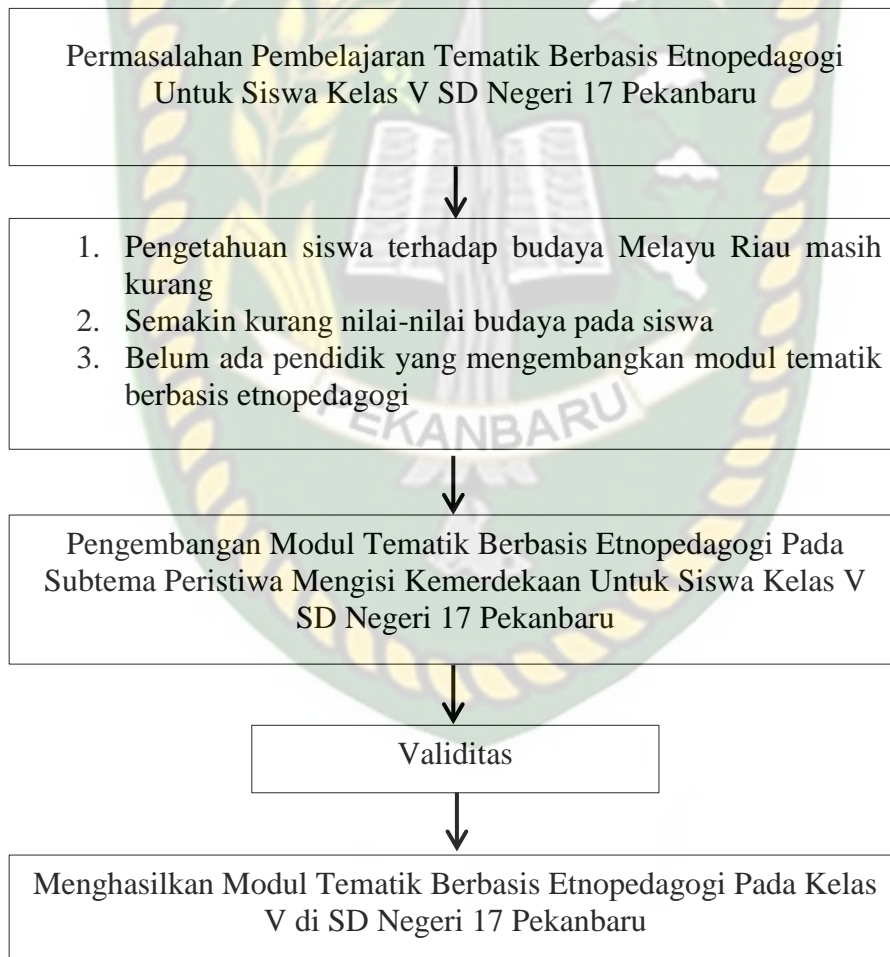 Permasalahan Pembelajaran Tematik Berbasis Etnopedagogi
Untuk Siswa Kelas V SD Negeri 17 Pekanbaru
1. Pengetahuan siswa terhadap budaya Melayu Riau masih
kurang
2. Semakin kurang nilai-nilai budaya pada siswa
3. Belum ada pendidik yang mengembangkan modul tematik
berbasis etnopedagogi
PEKANBARU
Pengembangan Modul Tematik Berbasis Etnopedagogi Pada
Subtema Peristiwa Mengisi Kemerdekaan Untuk Siswa Kelas V
SD Negeri 17 Pekanbaru
Validitas
Menghasilkan Modul Tematik Berbasis Etnopedagogi Pada Kelas
V di SD Negeri 17 Pekanbaru